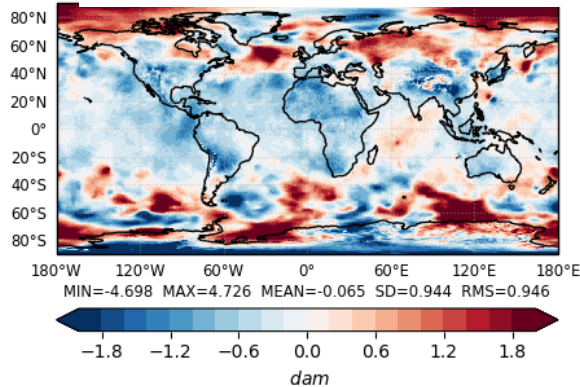 80°N
60°N
40°N
20°N
0°
20°S
40°S
60°S
80°S
180°W 120°W 60°W 0° 60°E 120°E 180°E
MIN=-4.698 MAX=4.726 MEAN=-0.065 SD=0.944 RMS=0.946
−1.8 −1.2 −0.6 0.0 0.6 1.2 1.8
dam